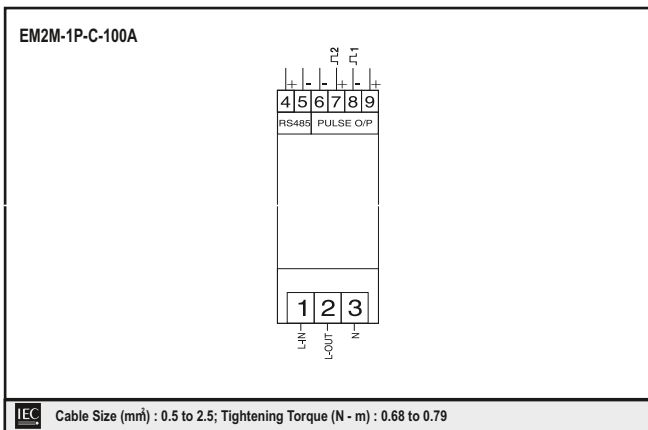 EM2M-1P-C-100A
⎍2 ⎍1
+ - - + - +
4 5 6 7 8 9
RS485 PULSE O/P
1 2 3
L-IN L-OUT N
IEC Cable Size (mm²) : 0.5 to 2.5; Tightening Torque (N - m) : 0.68 to 0.79